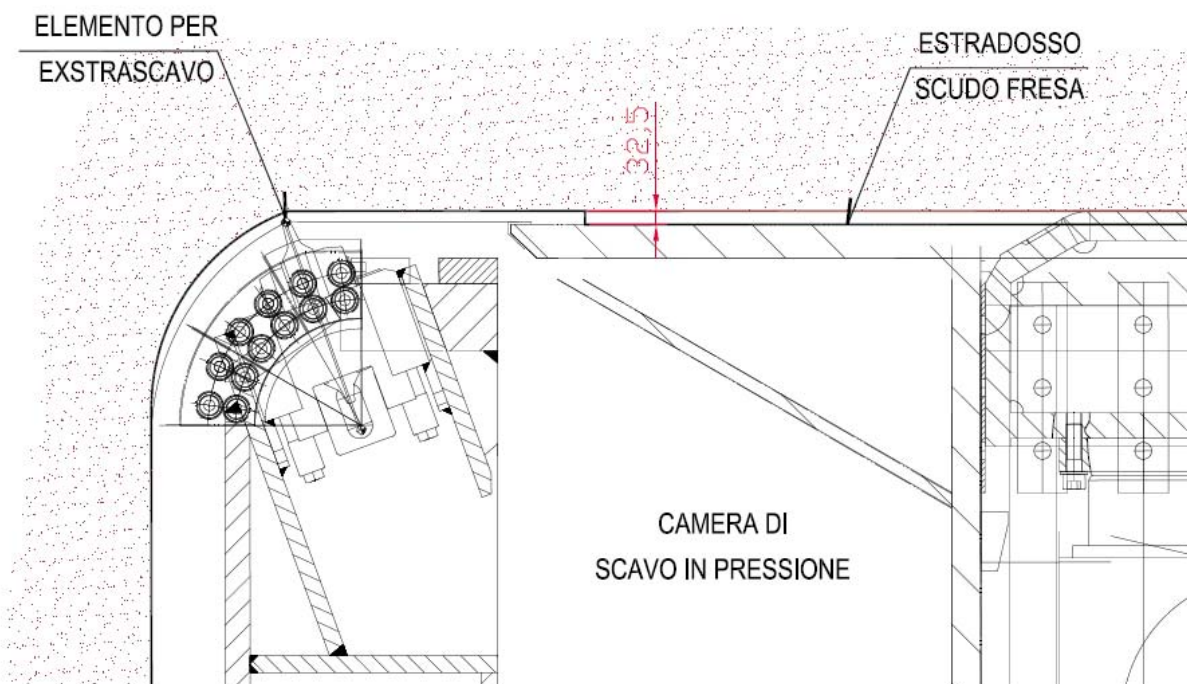 ELEMENTO PER
EXSTRASCAVO
ESTRADOSSO
SCUDO FRESA
32,5
CAMERA DI
SCAVO IN PRESSIONE